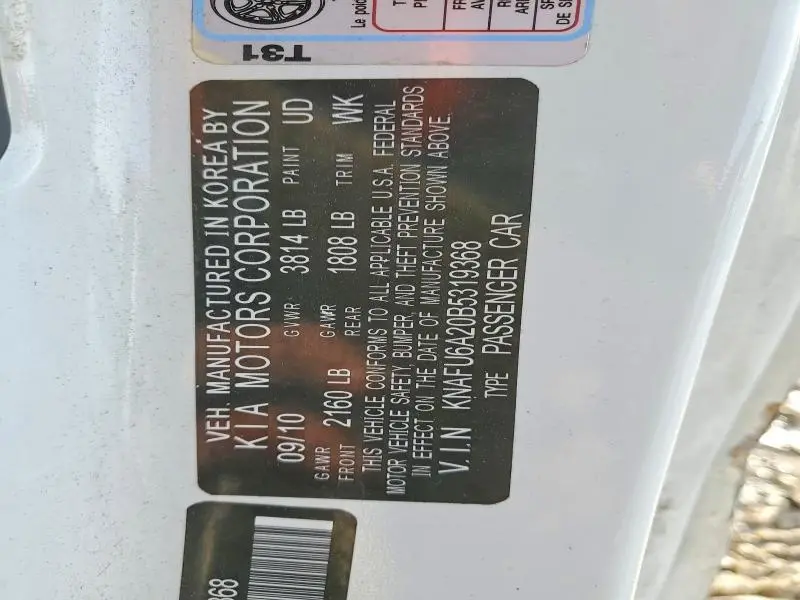 VEH MANUFACTURED IN KOREA BY
KIA MOTORS CORPORATION
09/10 GVWR 3814 LB PAINT UD
GAWR FRONT 2160 LB GAWR REAR 1808 LB TRIM WK
THIS VEHICLE CONFORMS TO ALL APPLICABLE U.S.A. FEDERAL
MOTOR VEHICLE SAFETY, BUMPER, AND THEFT PREVENTION STANDARDS
IN EFFECT ON THE DATE OF MANUFACTURE SHOWN ABOVE.
V.I.N KNAFU6A20B5319368
TYPE PASSENGER CAR
T31
Le
368